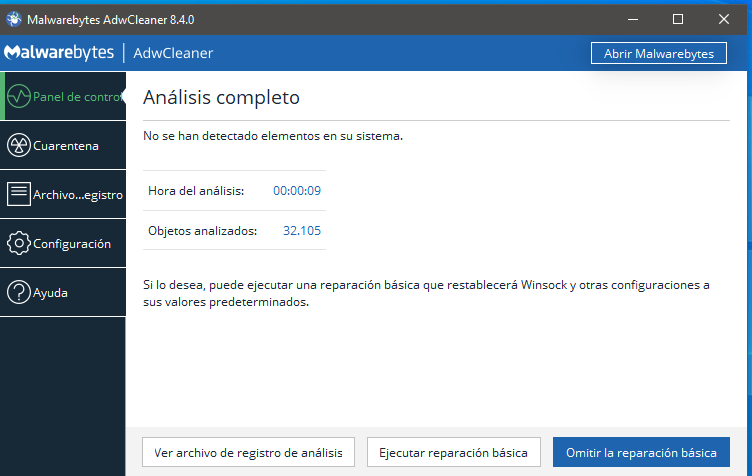 Malwarebytes AdwCleaner 8.4.0
Malwarebytes | AdwCleaner
Abrir Malwarebytes
Panel de contro
Cuarentena
Archivo...egistro
Configuración
Ayuda
Análisis completo
No se han detectado elementos en su sistema.
Hora del análisis: 00:00:09
Objetos analizados: 32.105
Si lo desea, puede ejecutar una reparación básica que restablecerá Winsock y otras configuraciones a
sus valores predeterminados.
Ver archivo de registro de análisis
Ejecutar reparación básica
Omitir la reparación básica